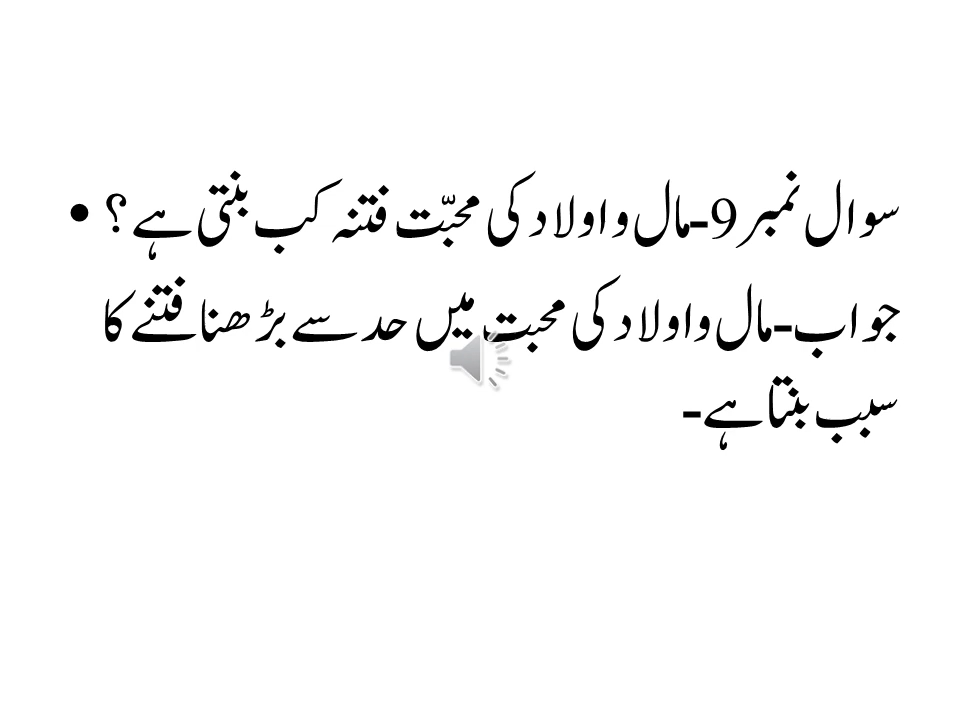 سوال نمبر 9-مال و اولاد کی محبّت فتنہ کب بنتی ہے ؟ •
جواب-مال واولاد کی محبت میں حد سے بڑھنا فتنے کا
سبب بنتا ہے-